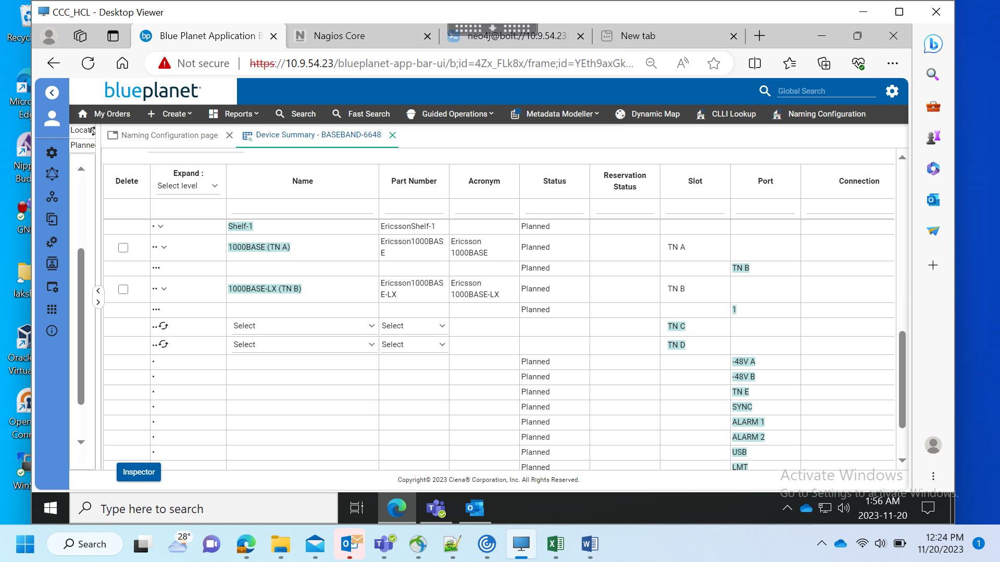 CCC_HCL - Desktop Viewer
Blue Planet Application B
Nagios Core
neo4j@bolt://10.9.54.23:
New tab
Not secure
https://10.9.54.23/blueplanet-app-bar-ui/b;id=4Zx_FLk8x/frame;id=YEth9axGk...
blueplanet
Global Search
My Orders
Create
Reports
Search
Fast Search
Guided Operations
Metadata Modeller
Dynamic Map
CLLI Lookup
Naming Configuration
Planne
Naming Configuration page
Device Summary - BASEBAND-6648
Delete
Expand :
Select level
Name
Part Number
Acronym
Status
Reservation
Status
Slot
Port
Connection
Shelf-1
EricssonShelf-1
Planned
1000BASE (TN A)
Ericsson1000BAS
E
Ericsson
1000BASE
Planned
TN A
Planned
TN B
1000BASE-LX (TN B)
Ericsson1000BAS
E-LX
Ericsson
1000BASE-LX
Planned
TN B
Planned
1
Select
Select
TN C
Select
Select
TN D
Planned
-48V A
Planned
-48V B
Planned
TN E
Planned
SYNC
Planned
ALARM 1
Planned
ALARM 2
Planned
USB
Planned
LMT
Inspector
Copyright© 2023 Ciena® Corporation, Inc. All Rights Reserved.
Activate Windows
Go to Settings to activate Windows.
Type here to search
1:56 AM
2023-11-20
Recyc
Micro
Ed
Nipp
Bud
GN
laks
Oracle
Virtua
Open
Conn
Win
Search
28°
12:24 PM
11/20/2023
1